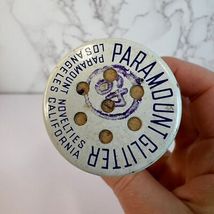 PARAMOUNT GLITTER
PARAMOUNT NOVELTIES
LOS ANGELES CALIFORNIA